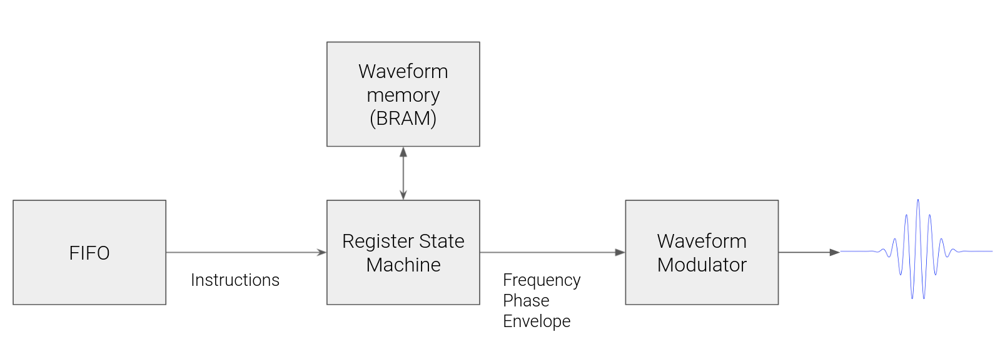 Waveform
memory
(BRAM)
FIFO
Instructions
Register State
Machine
Frequency
Phase
Envelope
Waveform
Modulator